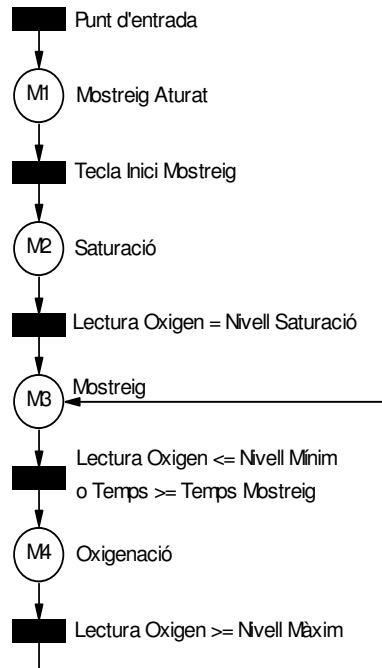 Punt d'entrada
M1 Mostreig Aturat
Tecla Inici Mostreig
M2 Saturació
Lectura Oxigen = Nivell Saturació
Mostreig
M3
Lectura Oxigen <= Nivell Mínim
o Temps >= Temps Mostreig
M4 Oxigenació
Lectura Oxigen >= Nivell Màxim